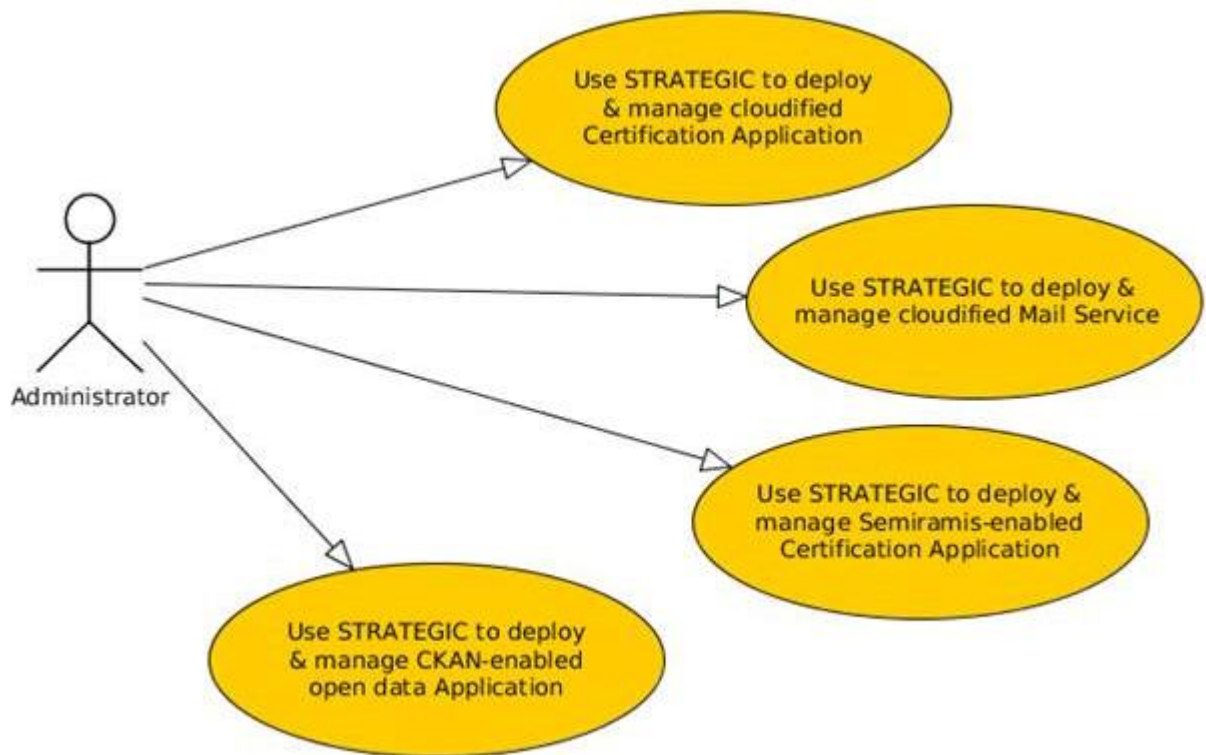 Use STRATEGIC to deploy
& manage cloudified
Certification Application
Use STRATEGIC to deploy &
manage cloudified Mail Service
Administrator
Use STRATEGIC to deploy &
manage Semiramis-enabled
Certification Application
Use STRATEGIC to deploy
& manage CKAN-enabled
open data Application